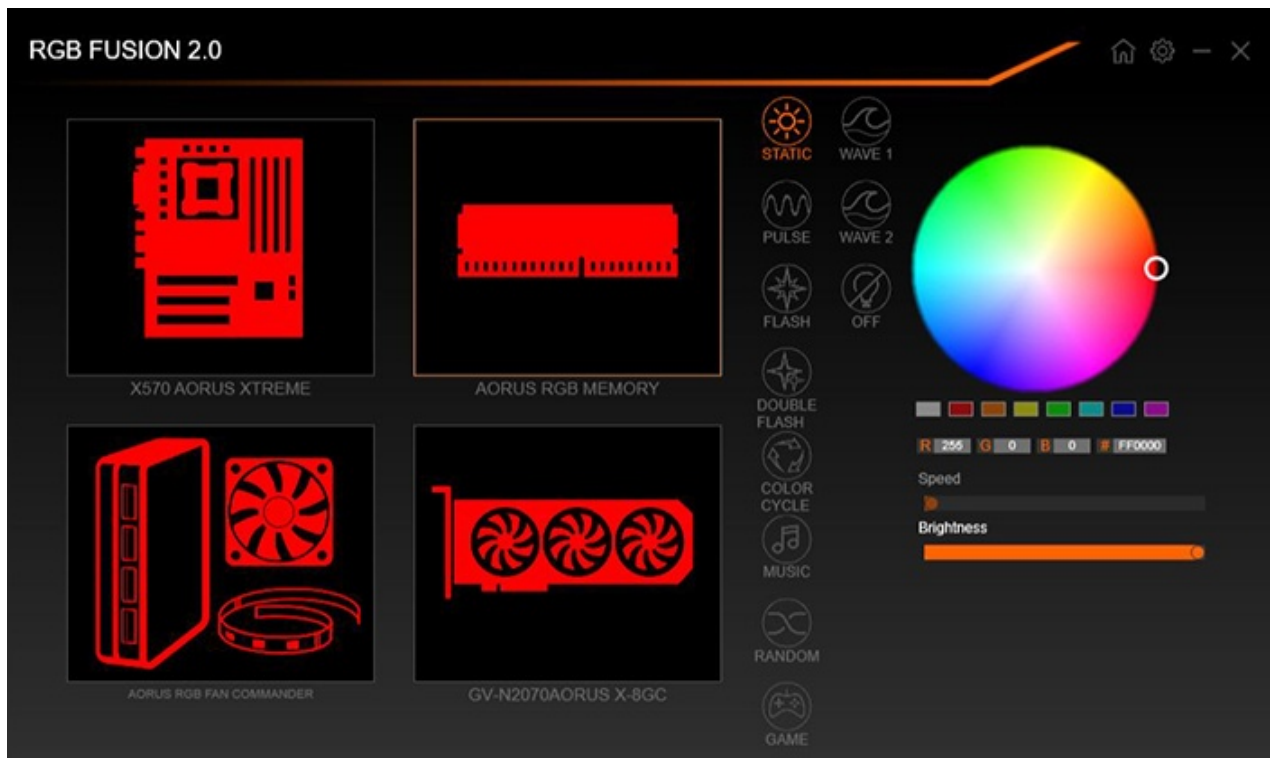 RGB FUSION 2.0
X570 AORUS XTREME
AORUS RGB MEMORY
AORUS RGB FAN COMMANDER
GV-N2070AORUS X-8GC
STATIC
WAVE 1
PULSE
WAVE 2
FLASH
OFF
DOUBLE
FLASH
COLOR
CYCLE
MUSIC
RANDOM
GAME
R 255 G 0 B 0 # FF0000
Speed
Brightness